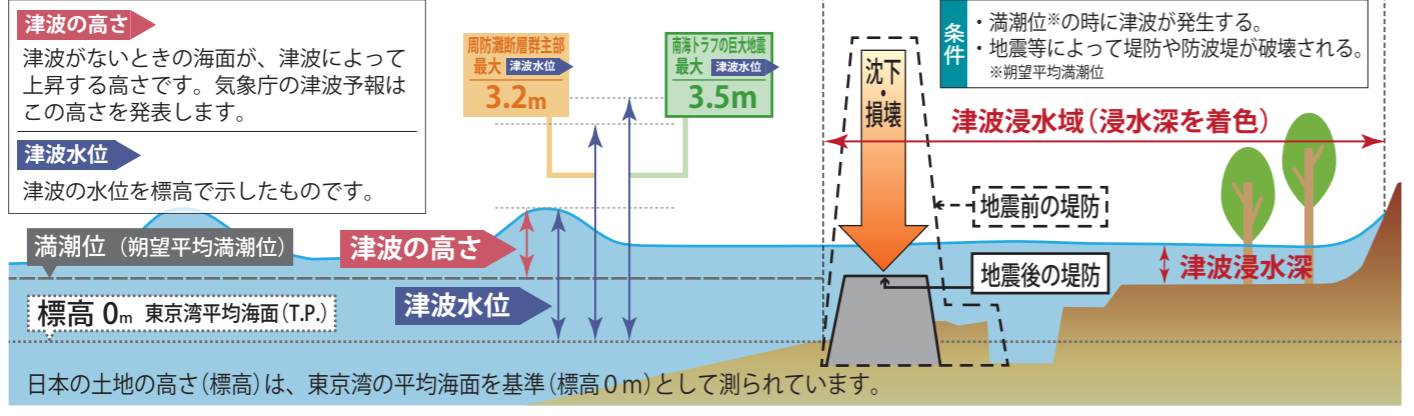 津波の高さ
津波がないときの海面が、津波によって
上昇する高さです。気象庁の津波予報は
この高さを発表します。
津波水位
津波の水位を標高で示したものです。
周防灘断層群主部
最大 津波水位
3.2m
南海トラフの巨大地震
最大 津波水位
3.5m
条件
・満潮位※の時に津波が発生する。
・地震等によって堤防や防波堤が破壊される。
※朔望平均満潮位
沈下・損壊
津波浸水域(浸水深を着色)
地震前の堤防
満潮位 (朔望平均満潮位)
津波の高さ
津波浸水深
地震後の堤防
標高 0m 東京湾平均海面(T.P.)
津波水位
日本の土地の高さ(標高)は、東京湾の平均海面を基準(標高0m)として測られています。